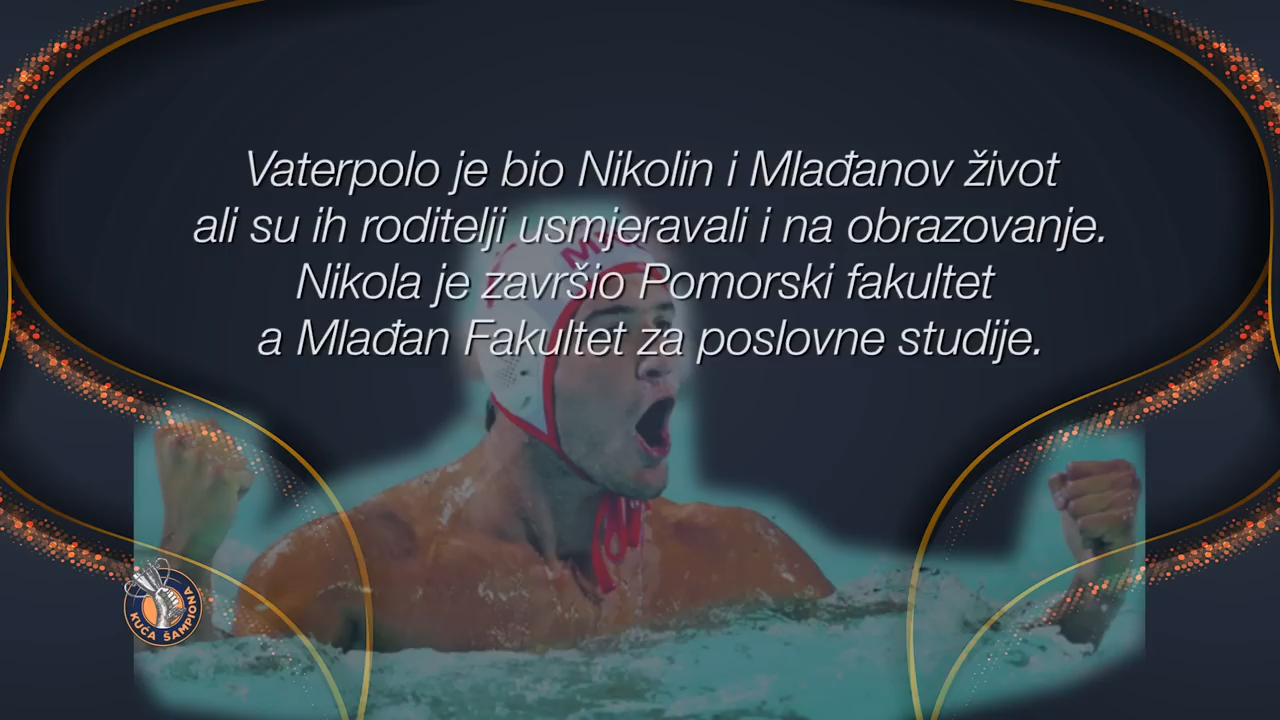 Vaterpolo je bio Nikolin i Mlađanov život
ali su ih roditelji usmjeravali i na obrazovanje.
Nikola je završio Pomorski fakultet
a Mlađan Fakultet za poslovne studije.
KUĆA ŠAMPIONA